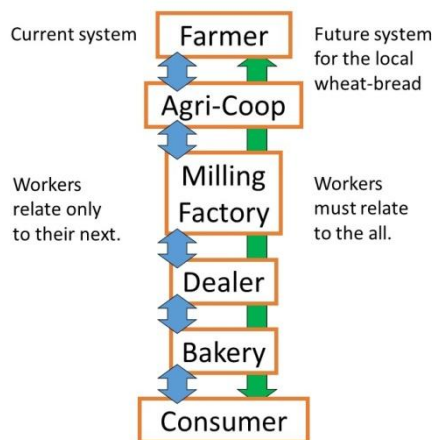 Current system
Farmer
Future system
for the local
wheat-bread
Agri-Coop
Workers
relate only
to their next.
Milling
Factory
Workers
must relate
to the all.
Dealer
Bakery
Consumer